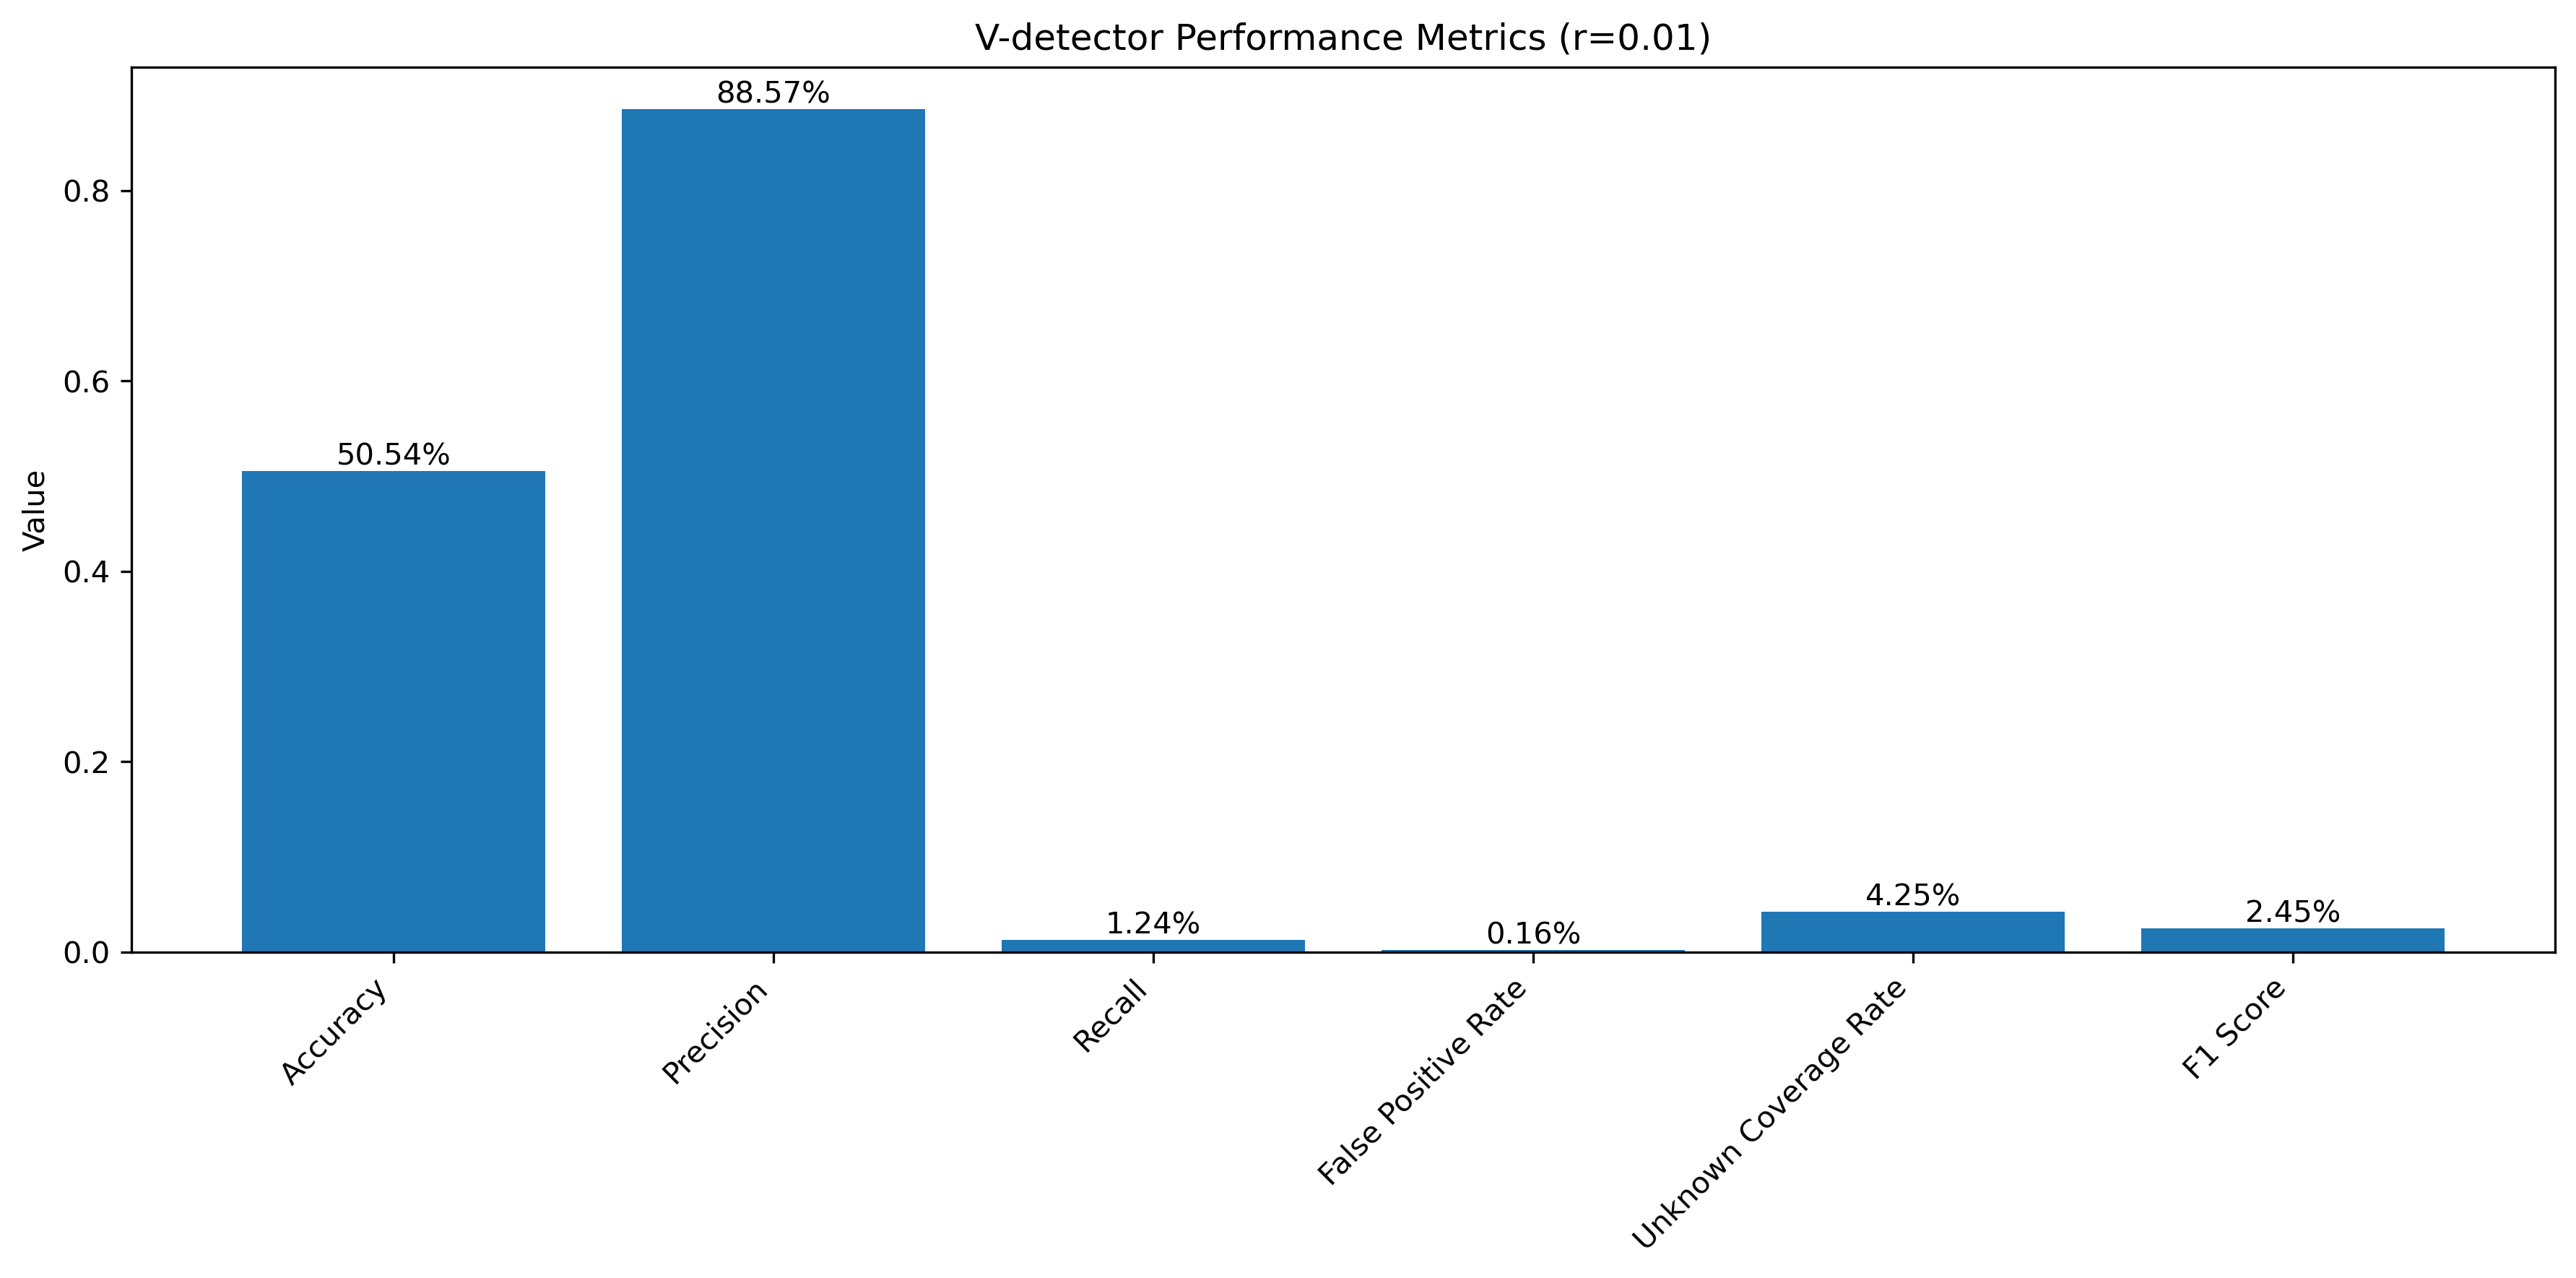 V-detector Performance Metrics (r=0.01)
Value
0.8
0.6
0.4
0.2
0.0
50.54%
88.57%
1.24%
0.16%
4.25%
2.45%
Accuracy
Precision
Recall
False Positive Rate
Unknown Coverage Rate
F1 Score